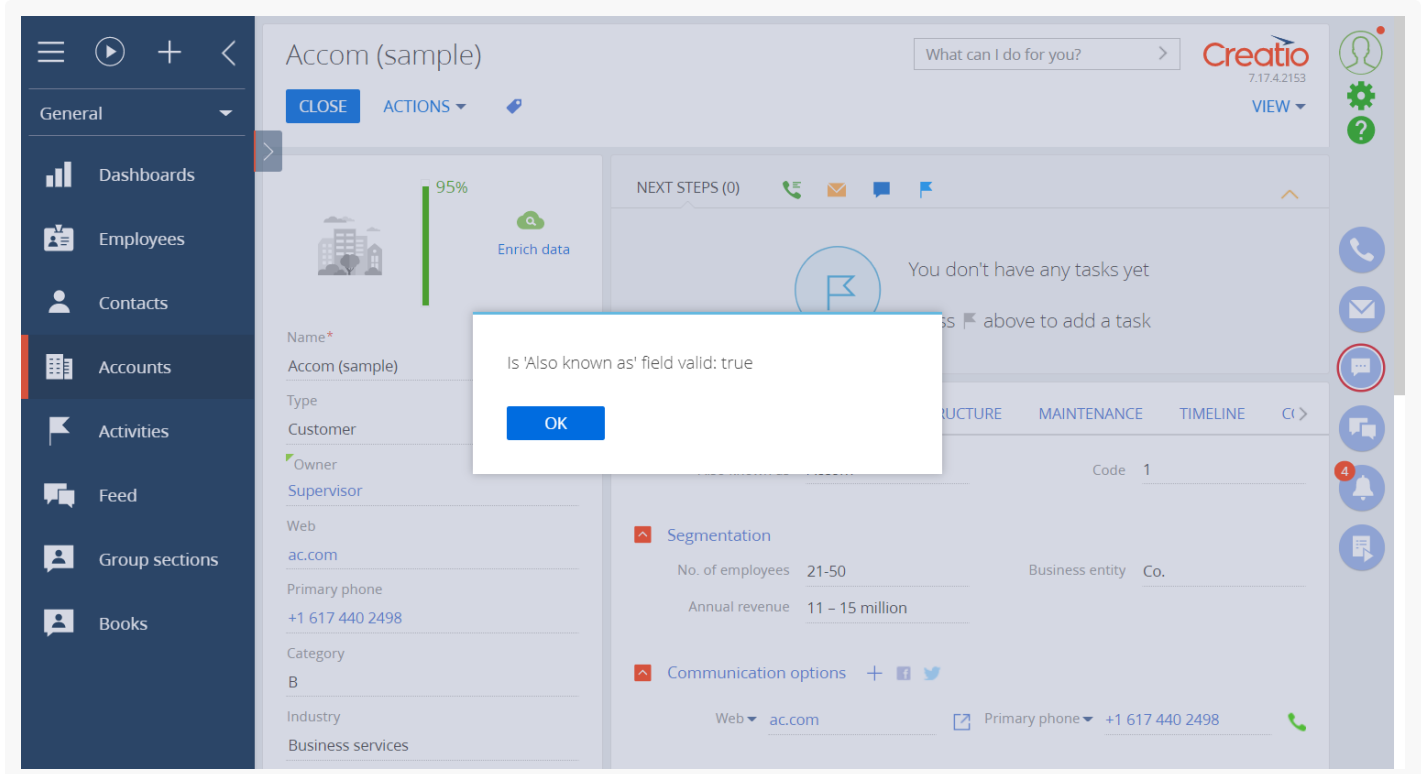 Accom (sample)
What can I do for you?
Creatio
7.17.4.2153
General
CLOSE
ACTIONS
VIEW
Dashboards
Employees
Contacts
Accounts
Activities
Feed
Group sections
Books
95%
Enrich data
Name*
Accom (sample)
Type
Customer
Owner
Supervisor
Web
ac.com
Primary phone
+1 617 440 2498
Category
B
Industry
Business services
NEXT STEPS (0)
You don't have any tasks yet
above to add a task
Is 'Also known as' field valid: true
OK
MAINTENANCE
TIMELINE
Code 1
Segmentation
No. of employees 21-50
Business entity Co.
Annual revenue 11 – 15 million
Communication options
Web ac.com
Primary phone +1 617 440 2498
4